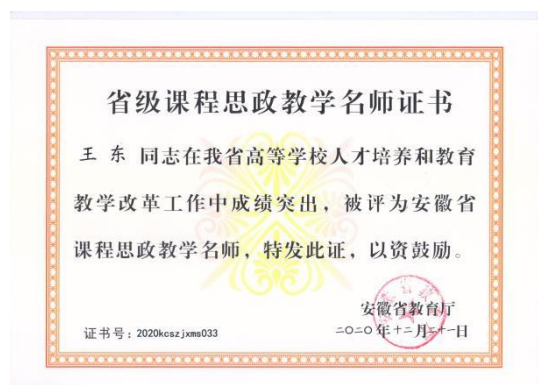 省级课程思政教学名师证书
王 东 同志在我省高等学校人才培养和教育
教学改革工作中成绩突出，被评为安徽省
课程思政教学名师，特发此证，以资鼓励。
安徽省教育厅
证书号：2020kcszjxms033
二〇二〇年十二月三十一日